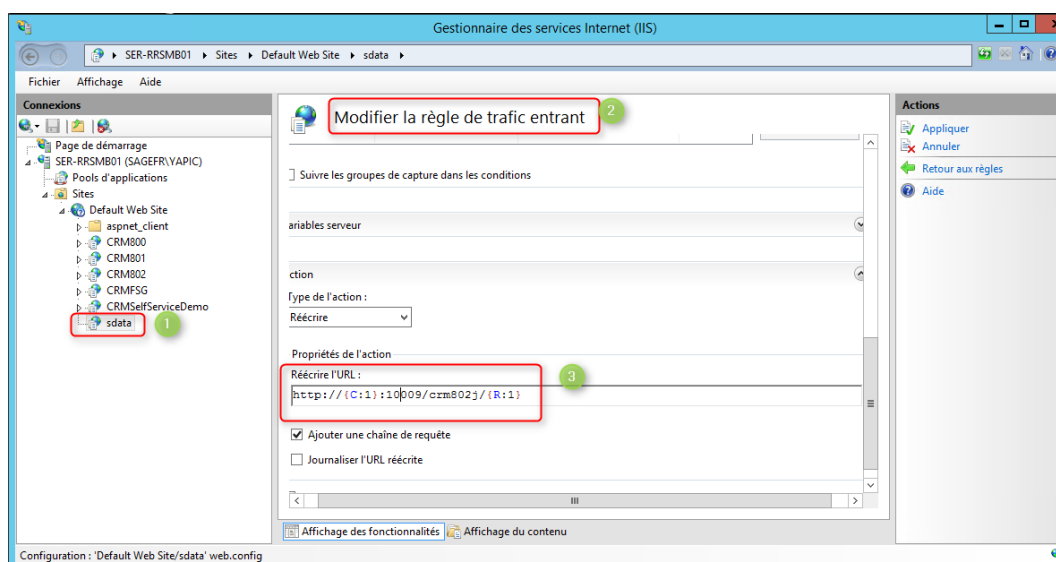 Gestionnaire des services Internet (IIS)
SER-RRSMB01 Sites Default Web Site sdata
Fichier Affichage Aide
Connexions
Page de démarrage
SER-RRSMB01 (SAGEFR\YAPIC)
Pools d'applications
Sites
Default Web Site
aspnet_client
CRM800
CRM801
CRM802
CRMFSG
CRMSelfServiceDemo
sdata
1
Modifier la règle de trafic entrant
2
Suivre les groupes de capture dans les conditions
ariables serveur
ction
Type de l'action :
Réécrire
Propriétés de l'action
Réécrire l'URL :
3
http://{C:1}:10009/crm802j/{R:1}
Ajouter une chaîne de requête
Journaliser l'URL réécrite
Affichage des fonctionnalités Affichage du contenu
Actions
Appliquer
Annuler
Retour aux règles
Aide
Configuration : 'Default Web Site/sdata' web.config